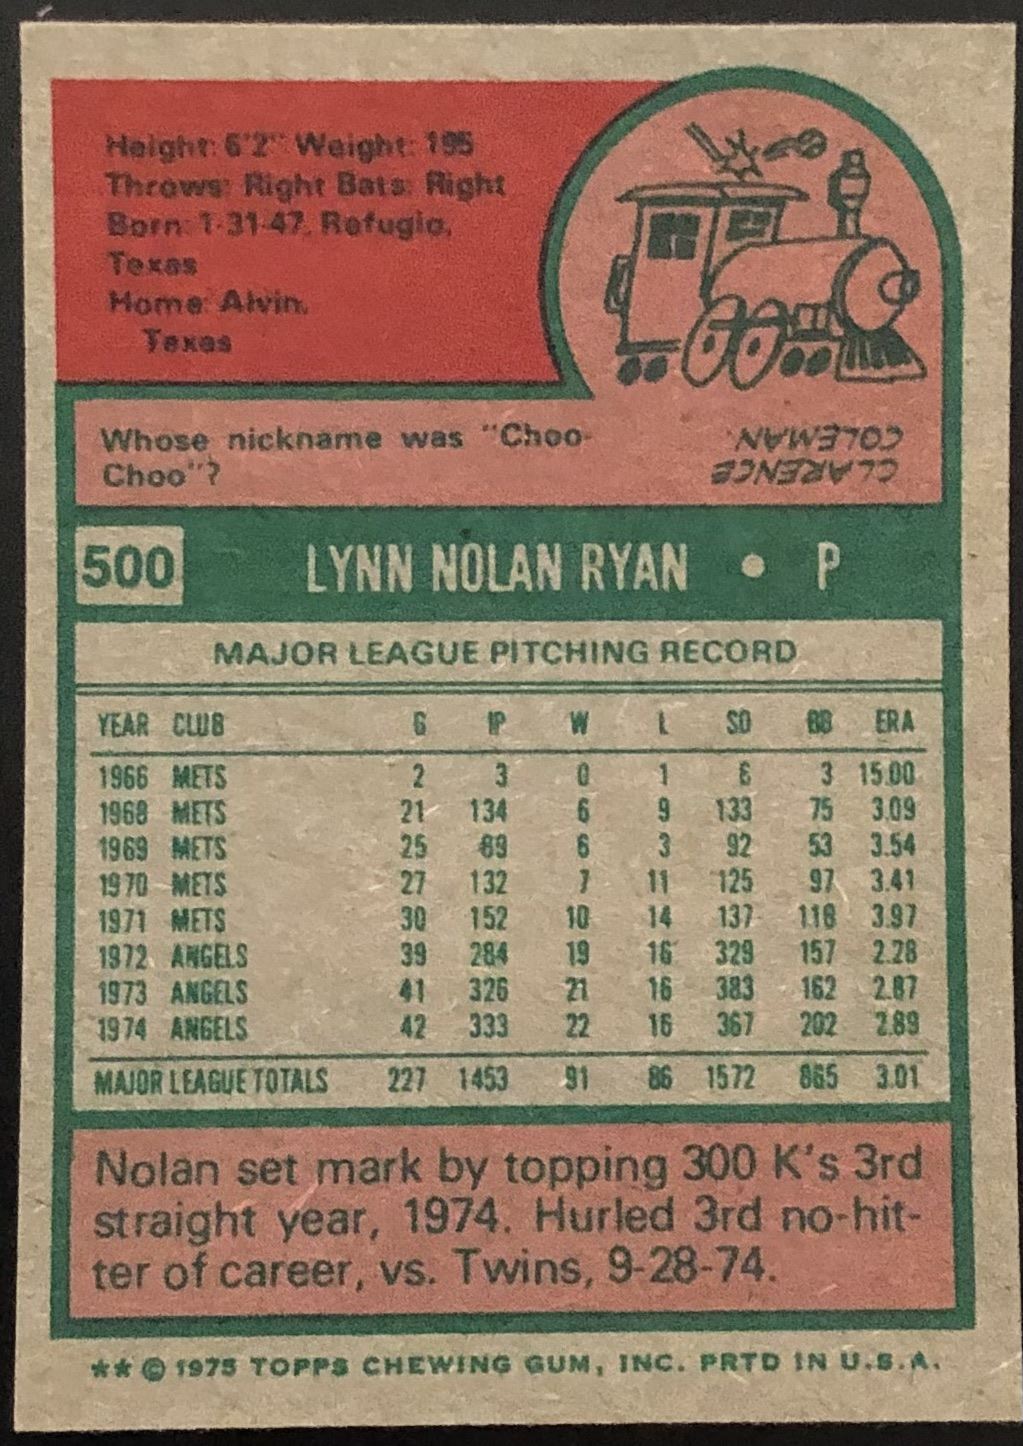 Height: 6'2" Weight: 195
Throws: Right Bats: Right
Born: 1-31-47, Refugio,
Texas
Home: Alvin,
Texas
Whose nickname was "Choo-
Choo"?
CLARENCE
COLEMAN.
500 LYNN NOLAN RYAN • P
MAJOR LEAGUE PITCHING RECORD
YEAR CLUB G IP W L SO BB ERA
1966 METS 2 3 0 1 6 3 15.00
1968 METS 21 134 6 9 133 75 3.09
1969 METS 25 89 6 3 92 53 3.54
1970 METS 27 132 7 11 125 97 3.41
1971 METS 30 152 10 14 137 116 3.97
1972 ANGELS 39 284 19 16 329 157 2.28
1973 ANGELS 41 326 21 16 383 162 2.87
1974 ANGELS 42 333 22 16 367 202 2.89
MAJOR LEAGUE TOTALS 227 1453 91 86 1572 865 3.01
Nolan set mark by topping 300 K's 3rd
straight year, 1974. Hurled 3rd no-hit-
ter of career, vs. Twins, 9-28-74.
** © 1975 TOPPS CHEWING GUM, INC. PRTD IN U.S.A.